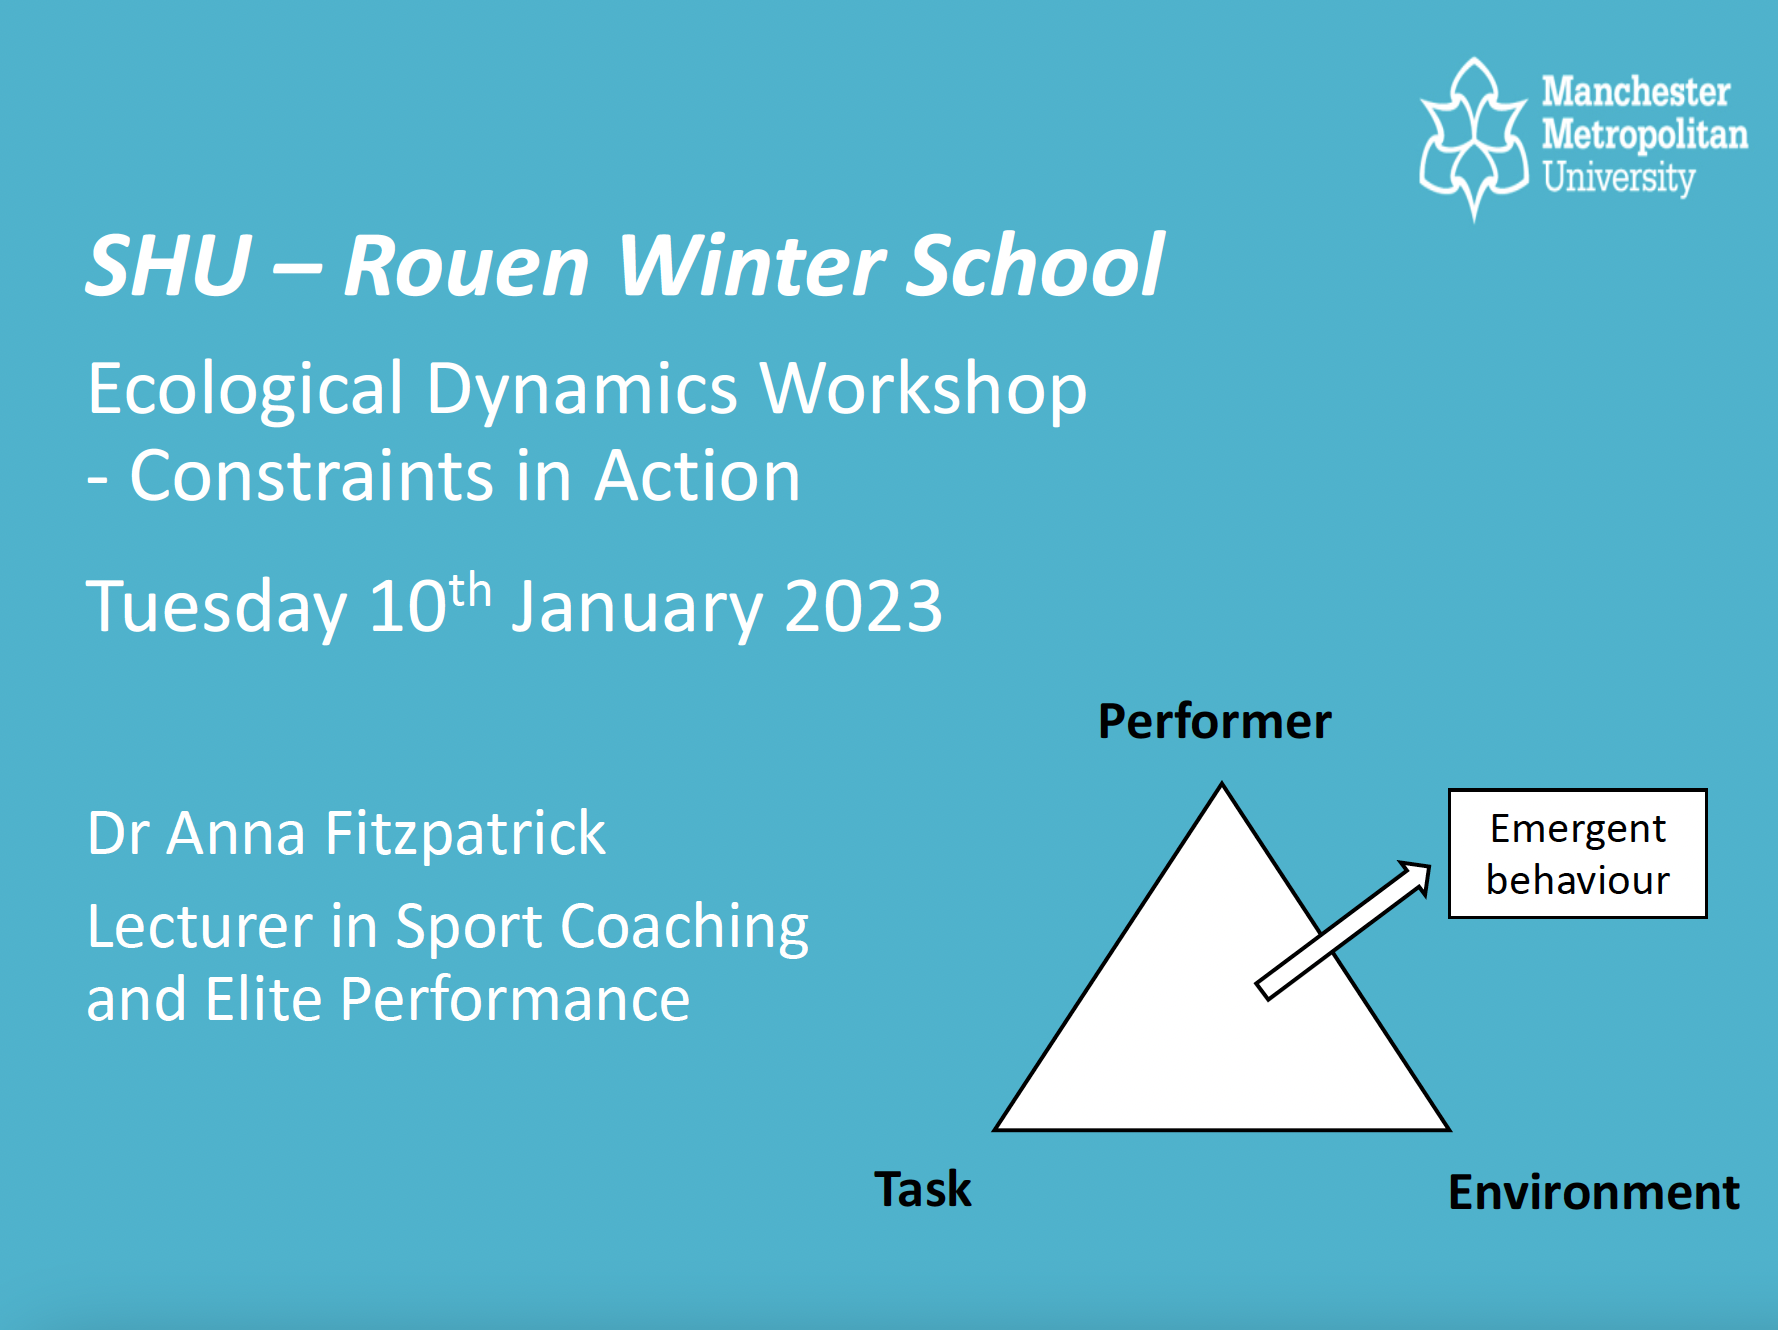 Manchester
Metropolitan
University
SHU – Rouen Winter School
Ecological Dynamics Workshop
- Constraints in Action
Tuesday 10th January 2023
Dr Anna Fitzpatrick
Lecturer in Sport Coaching
and Elite Performance
Performer
Emergent
behaviour
Task
Environment